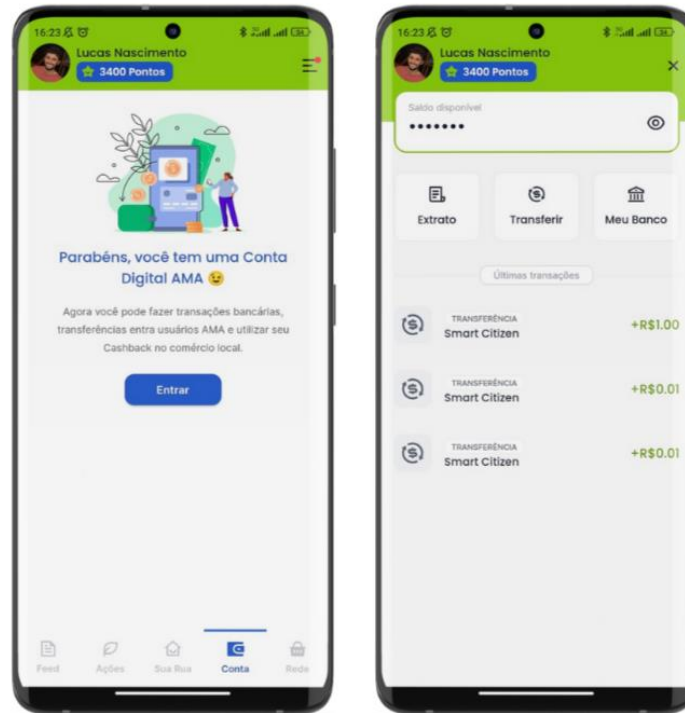 16:23
Lucas Nascimento
3400 Pontos
Parabéns, você tem uma Conta
Digital AMA 😉
Agora você pode fazer transações bancárias,
transferências entra usuários AMA e utilizar seu
Cashback no comércio local.
Entrar
Feed
Ações
Sua Rua
Conta
Rede
16:23
Lucas Nascimento
3400 Pontos
Saldo disponível
•••••••
Extrato
Transferir
Meu Banco
Últimas transações
TRANSFERÊNCIA
Smart Citizen
+R$1.00
TRANSFERÊNCIA
Smart Citizen
+R$0.01
TRANSFERÊNCIA
Smart Citizen
+R$0.01